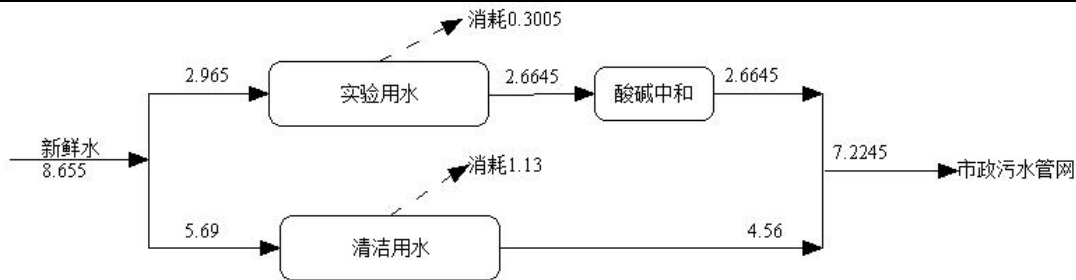 消耗0.3005
2.965
实验用水
2.6645
酸碱中和
2.6645
新鲜水
8.655
消耗1.13
7.2245
市政污水管网
5.69
清洁用水
4.56